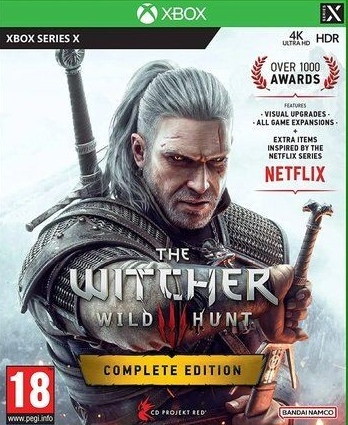 XBOX
XBOX SERIES X
4K
ULTRA HD
HDR
SERIES X
OVER 1000
AWARDS
FEATURES
· VISUAL UPGRADES ·
· ALL GAME EXPANSIONS ·
+
EXTRA ITEMS
INSPIRED BY THE
NETFLIX SERIES
NETFLIX
THE
WITCHER
WILD HUNT
COMPLETE EDITION
18
www.pegi.info
CD PROJEKT RED
BANDAI NAMCO